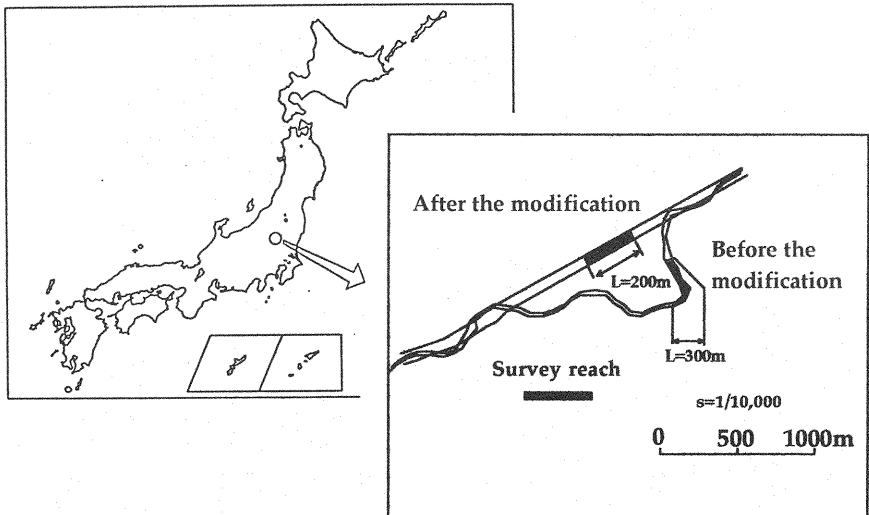 After the modification
Before the
modification
L=200m
L=300m
Survey reach
s=1/10,000
0 500 1000m